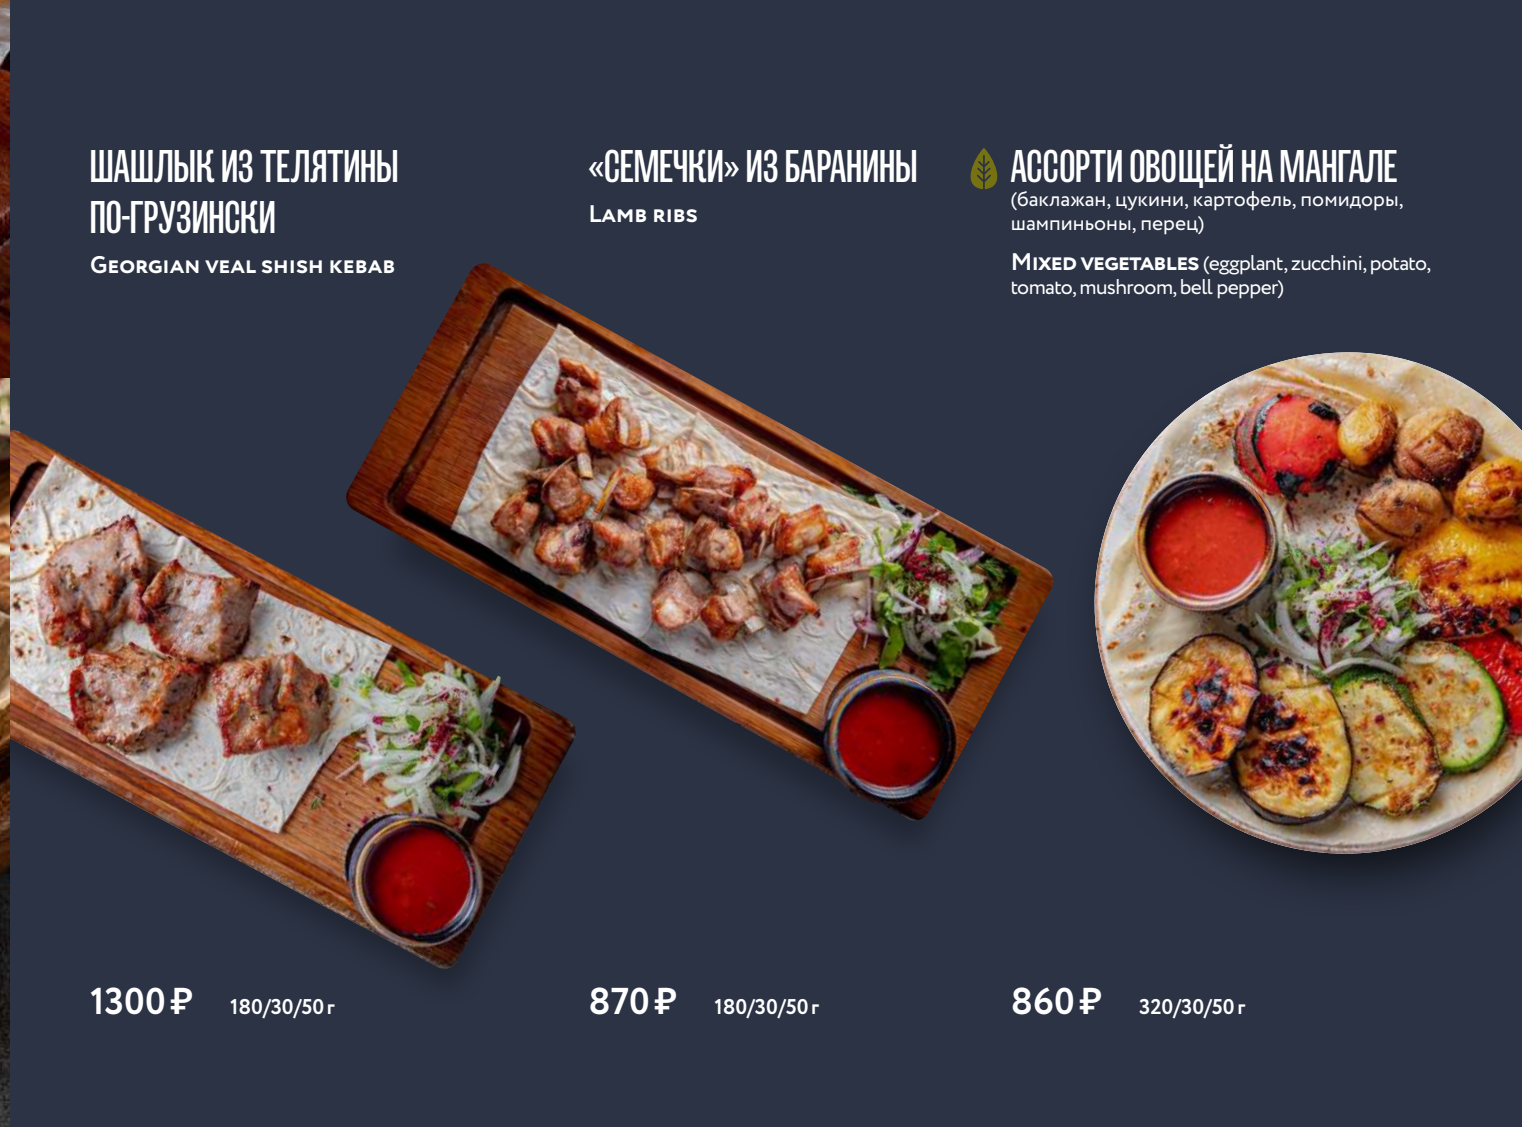 ШАШЛЫК ИЗ ТЕЛЯТИНЫ
ПО-ГРУЗИНСКИ
GEORGIAN VEAL SHISH KEBAB
1300 ₽ 180/30/50 г
«СЕМЕЧКИ» ИЗ БАРАНИНЫ
LAMB RIBS
870 ₽ 180/30/50 г
АССОРТИ ОВОЩЕЙ НА МАНГАЛЕ
(баклажан, цукини, картофель, помидоры,
шампиньоны, перец)
MIXED VEGETABLES (eggplant, zucchini, potato,
tomato, mushroom, bell pepper)
860 ₽ 320/30/50 г